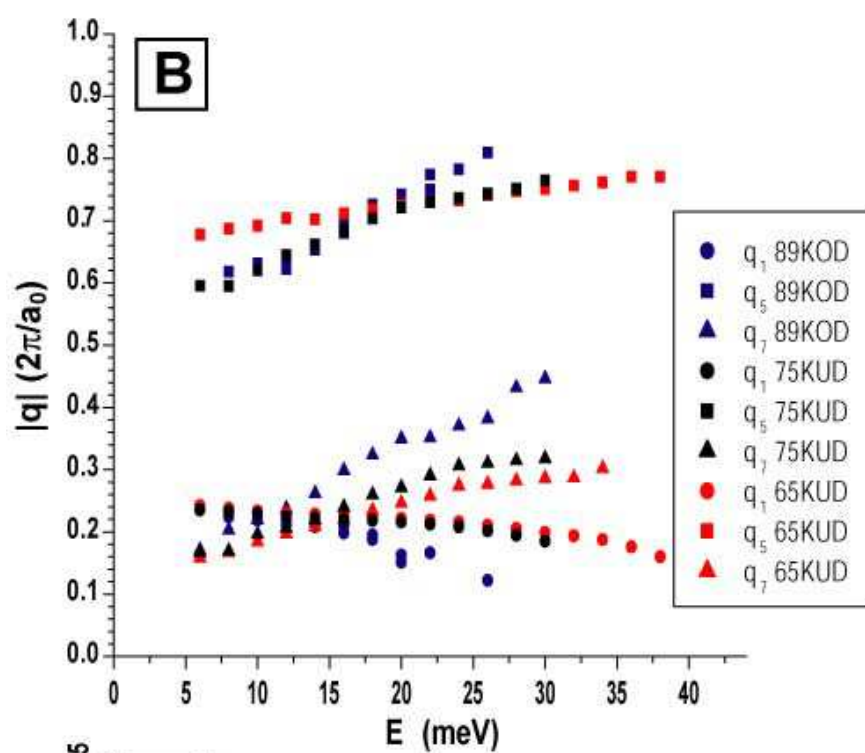 B
|q| (2π/a₀)
1.0
0.9
0.8
0.7
0.6
0.5
0.4
0.3
0.2
0.1
0.0
0 5 10 15 20 25 30 35 40
E (meV)
q₁ 89KOD
q₅ 89KOD
q₇ 89KOD
q₁ 75KUD
q₅ 75KUD
q₇ 75KUD
q₁ 65KUD
q₅ 65KUD
q₇ 65KUD